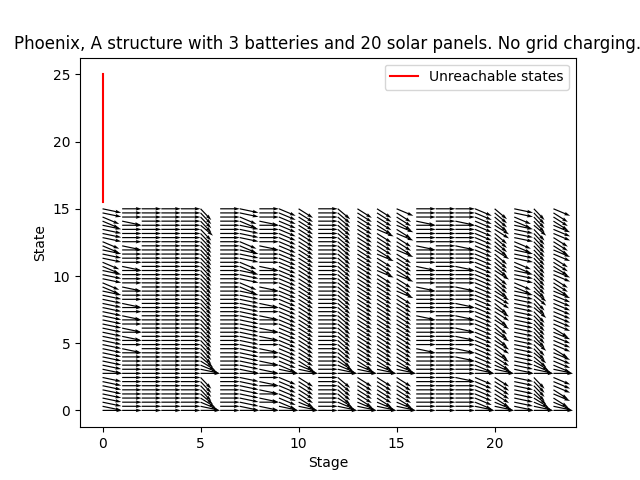 Phoenix, A structure with 3 batteries and 20 solar panels. No grid charging.
Unreachable states
25
20
15
10
5
0
State
0
5
10
15
20
Stage